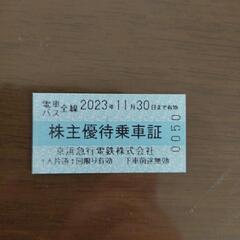 電車
バス 全線 2023年11月30日まで有効
株主優待乗車証
京浜急行電鉄株式会社
1人片道1回限り有効 下車前途無効
0050